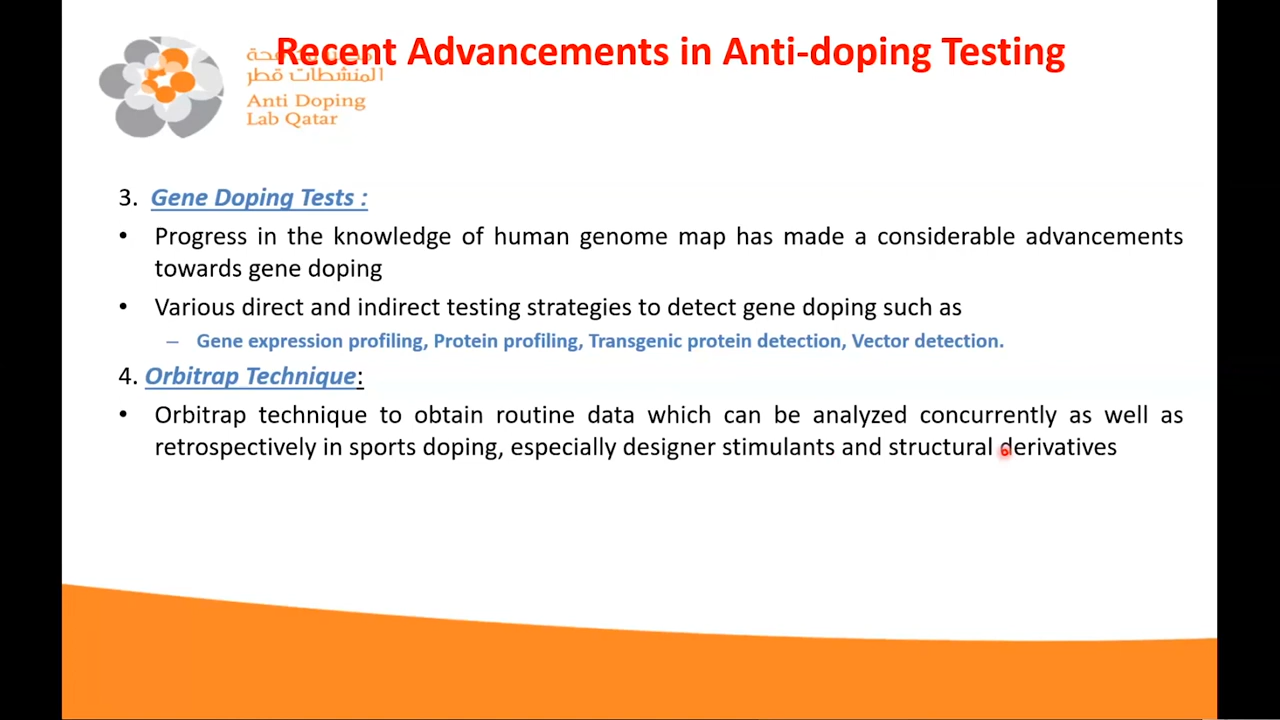 Recent Advancements in Anti-doping Testing
المنشطات قطر
Anti Doping
Lab Qatar
3. Gene Doping Tests :
• Progress in the knowledge of human genome map has made a considerable advancements
towards gene doping
• Various direct and indirect testing strategies to detect gene doping such as
– Gene expression profiling, Protein profiling, Transgenic protein detection, Vector detection.
4. Orbitrap Technique:
• Orbitrap technique to obtain routine data which can be analyzed concurrently as well as
retrospectively in sports doping, especially designer stimulants and structural derivatives